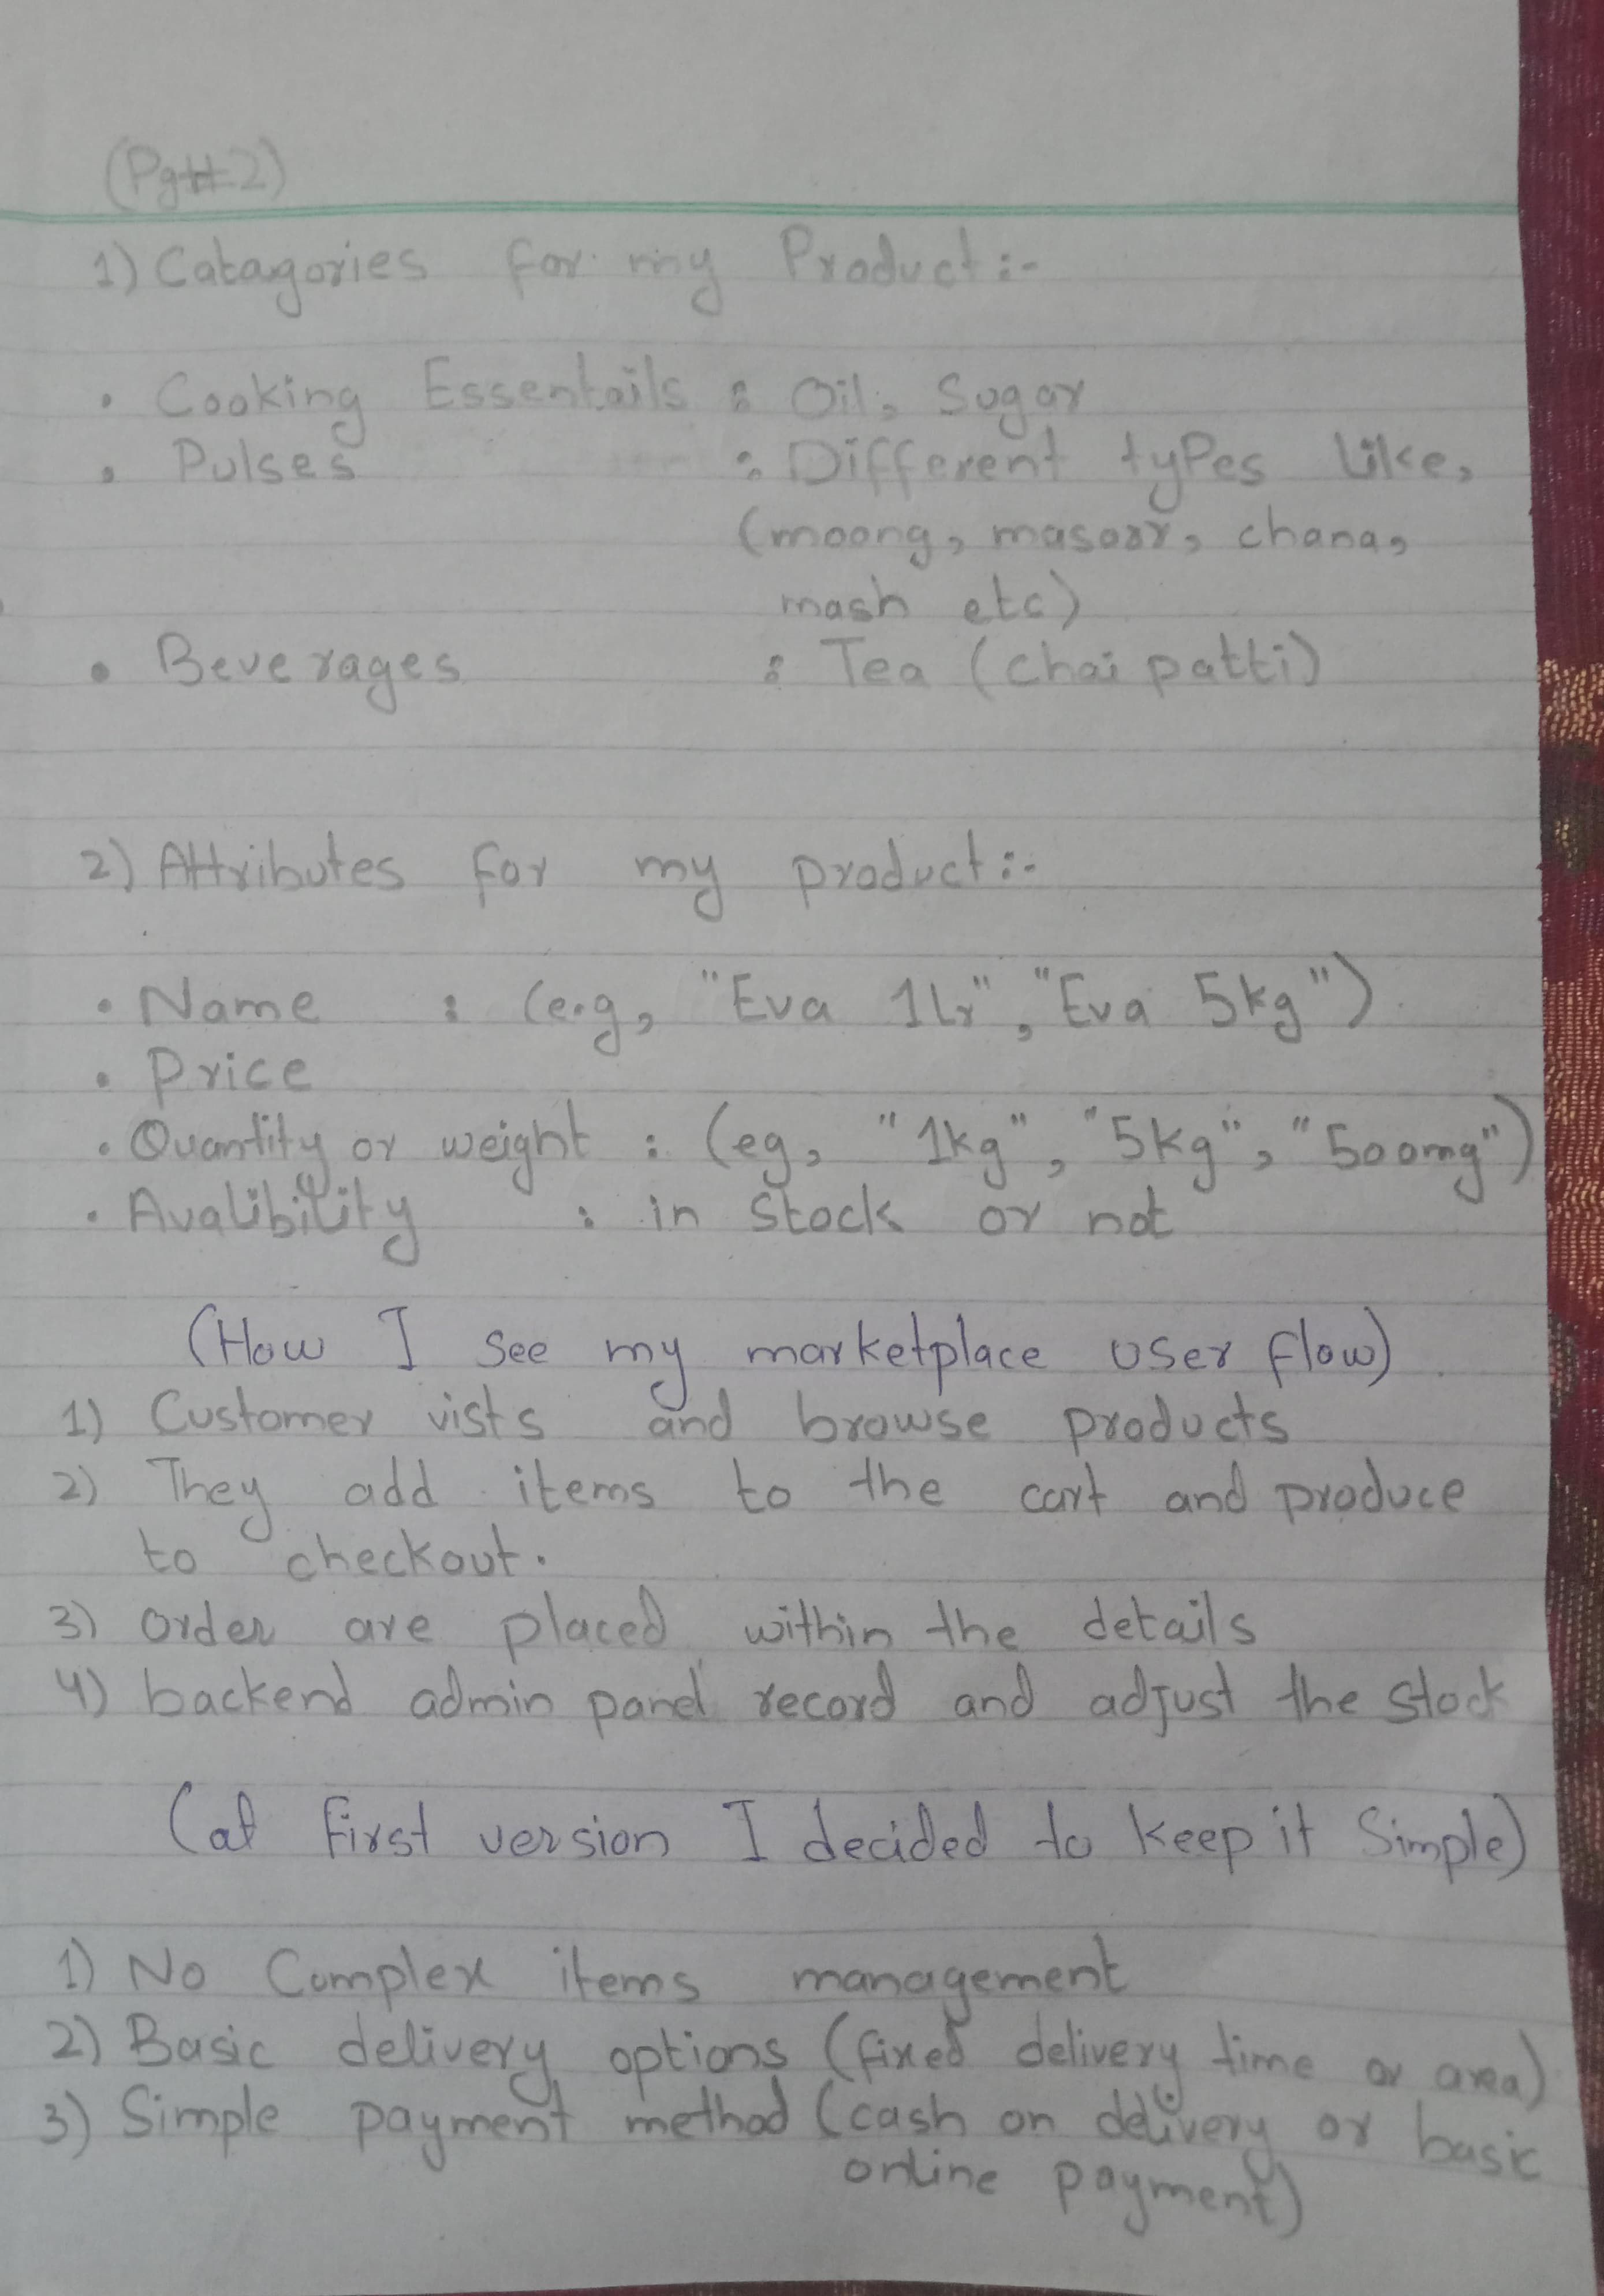 (Pg#2)
1) Catagories for my Product:-
• Cooking Essentails : Oil, Sugar
• Pulses : Different tyPes like,
(moong, masoor, chana,
mash etc)
• Beverages : Tea (chai patti)
2) Attributes for my product:-
• Name : (e.g, "Eva 1Lr", "Eva 5kg")
• Price
• Quantity or weight : (eg, "1kg", "5kg", "500mg")
• Avalibility : in stock or not
(How I see my marketplace user flow)
1) Customer vists and browse products
2) They add items to the cart and produce
to checkout.
3) order are placed within the details
4) backend admin panel record and adjust the stock
(at first version I decided to keep it Simple)
1) No Complex items management
2) Basic delivery options (fixed delivery time or area)
3) Simple payment method (cash on delivery or basic
online payment)